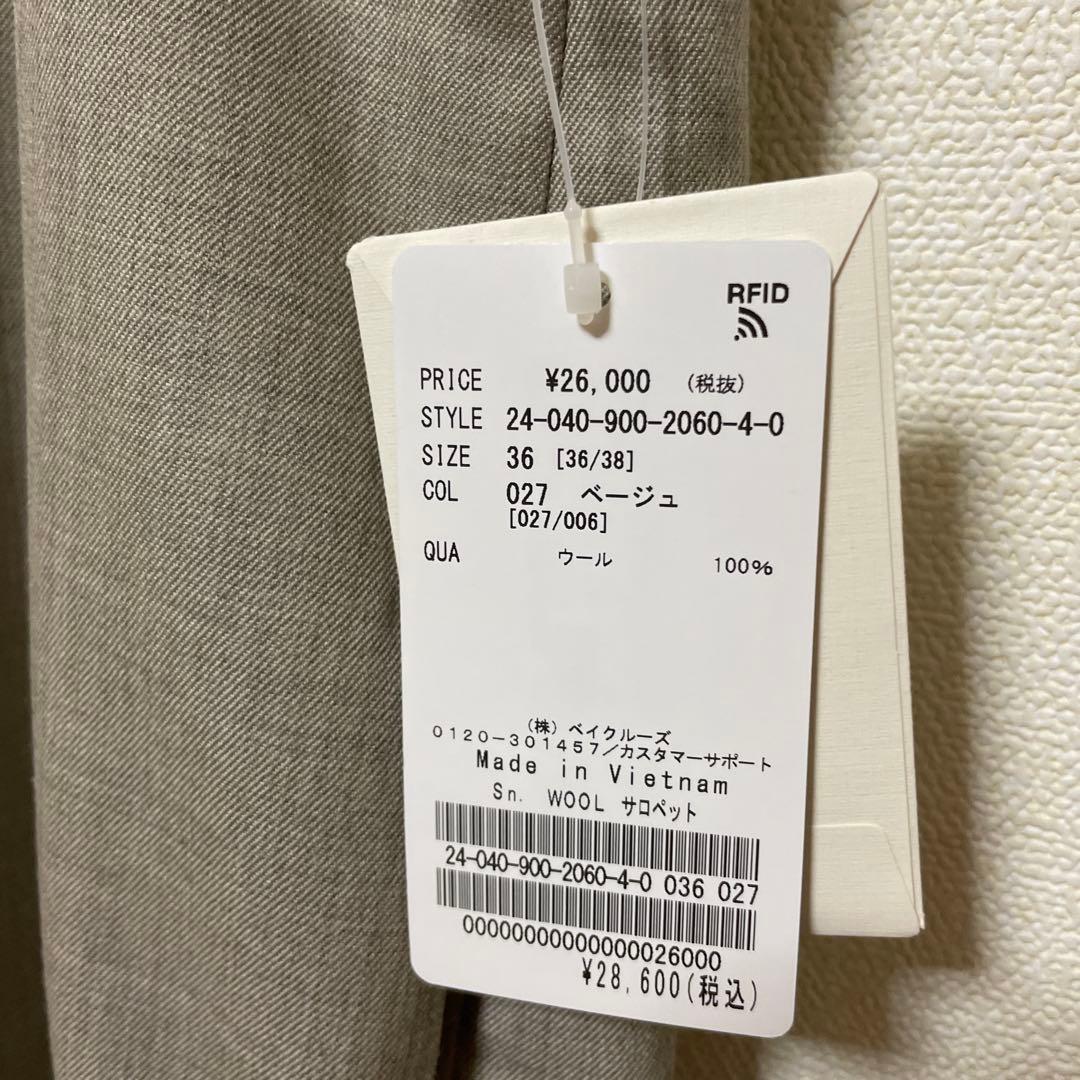 RFID
PRICE ¥26,000 (税抜)
STYLE 24-040-900-2060-4-0
SIZE 36 [36/38]
COL 027 ベージュ
[027/006]
QUA ウール 100%
(株) ベイクルーズ
0120-301457/カスタマーサポート
Made in Vietnam
Sn. WOOL サロペット
24-040-900-2060-4-0 036 027
0000000000000026000
¥28,600(税込)